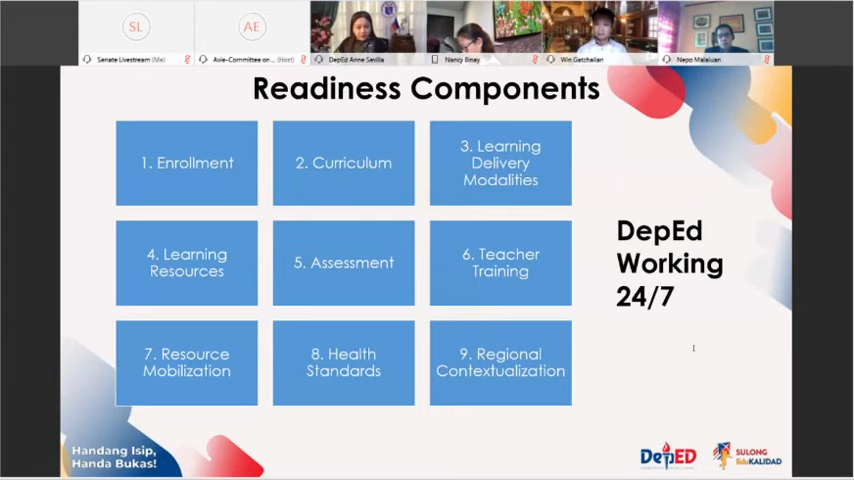 SL
AE
Senate Livestream (Me)
Avie-Committee on ... (Host)
DepEd Anne Sevilla
Nancy Binay
Win Gatchalian
Nepo Malaluan
Readiness Components
1. Enrollment
2. Curriculum
3. Learning
Delivery
Modalities
4. Learning
Resources
5. Assessment
6. Teacher
Training
7. Resource
Mobilization
8. Health
Standards
9. Regional
Contextualization
DepEd
Working
24/7
Handang Isip,
Handa Bukas!
DepED
SULONG
EduKALIDAD